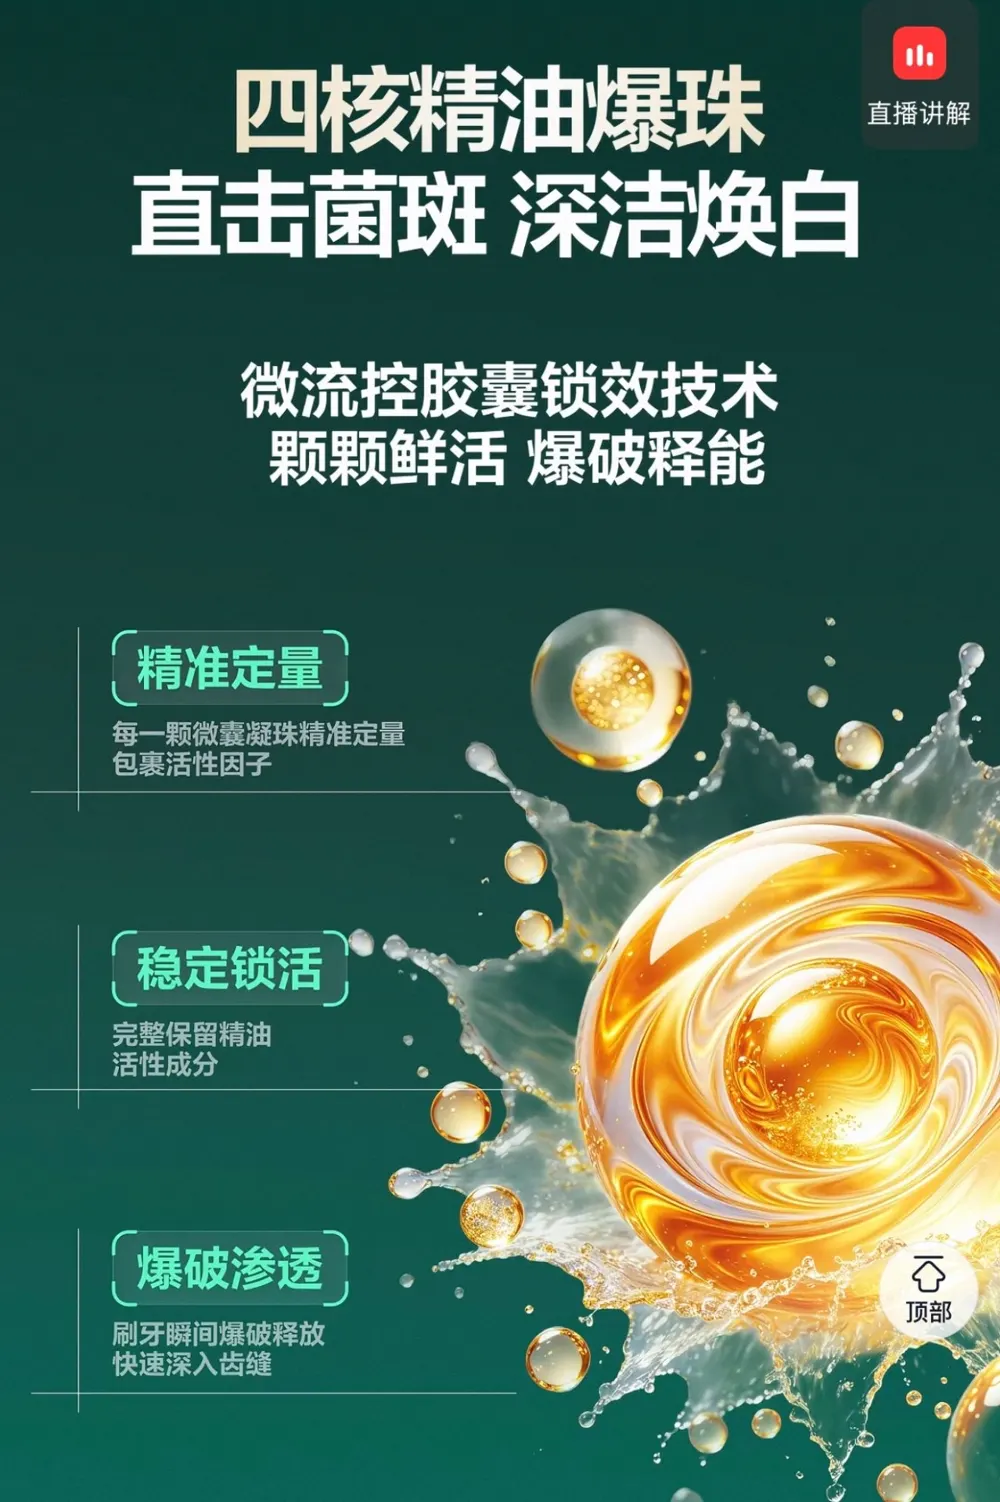 直播讲解
四核精油爆珠
直击菌斑 深洁焕白
微流控胶囊锁效技术
颗颗鲜活 爆破释能
精准定量
每一颗微囊凝珠精准定量
包裹活性因子
稳定锁活
完整保留精油
活性成分
爆破渗透
刷牙瞬间爆破释放
快速深入齿缝
顶部